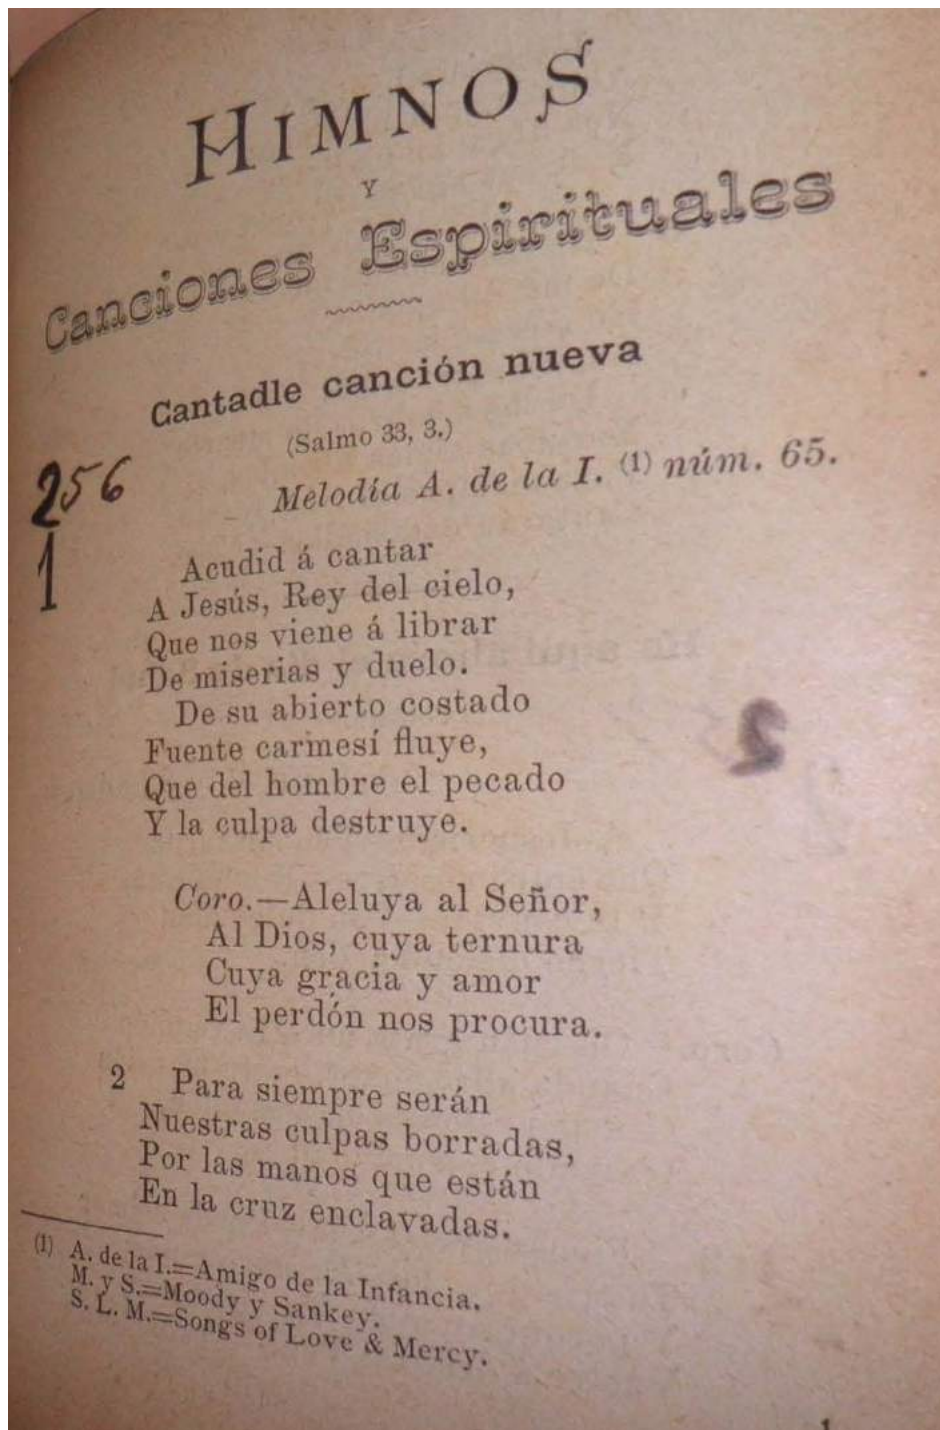 HIMNOS
Y
Canciones Espirituales
Cantadle canción nueva
(Salmo 33, 3.)
Melodía A. de la I. (1) núm. 65.
256
1
Acudid á cantar
A Jesús, Rey del cielo,
Que nos viene á librar
De miserias y duelo.
De su abierto costado
Fuente carmesí fluye,
Que del hombre el pecado
Y la culpa destruye.
2
Coro.—Aleluya al Señor,
Al Dios, cuya ternura
Cuya gracia y amor
El perdón nos procura.
2 Para siempre serán
Nuestras culpas borradas,
Por las manos que están
En la cruz enclavadas.
(1) A. de la I.=Amigo de la Infancia.
M. y S.=Moody y Sankey.
S. L. M.=Songs of Love & Mercy.
1